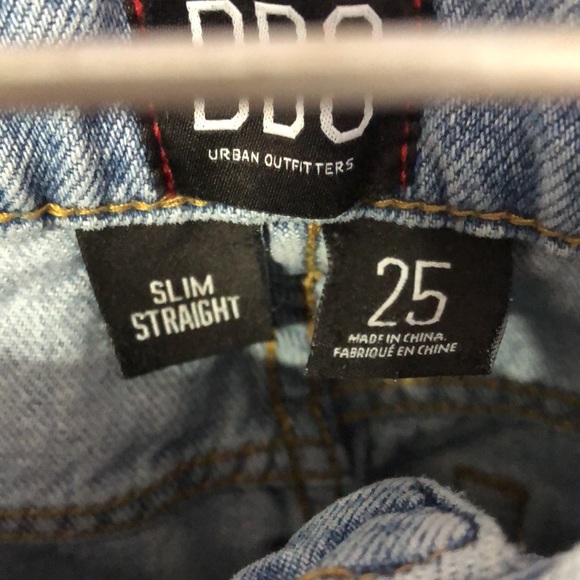 BDG
URBAN OUTFITTERS
SLIM
STRAIGHT
25
MADE IN CHINA.
FABRIQUÉ EN CHINE